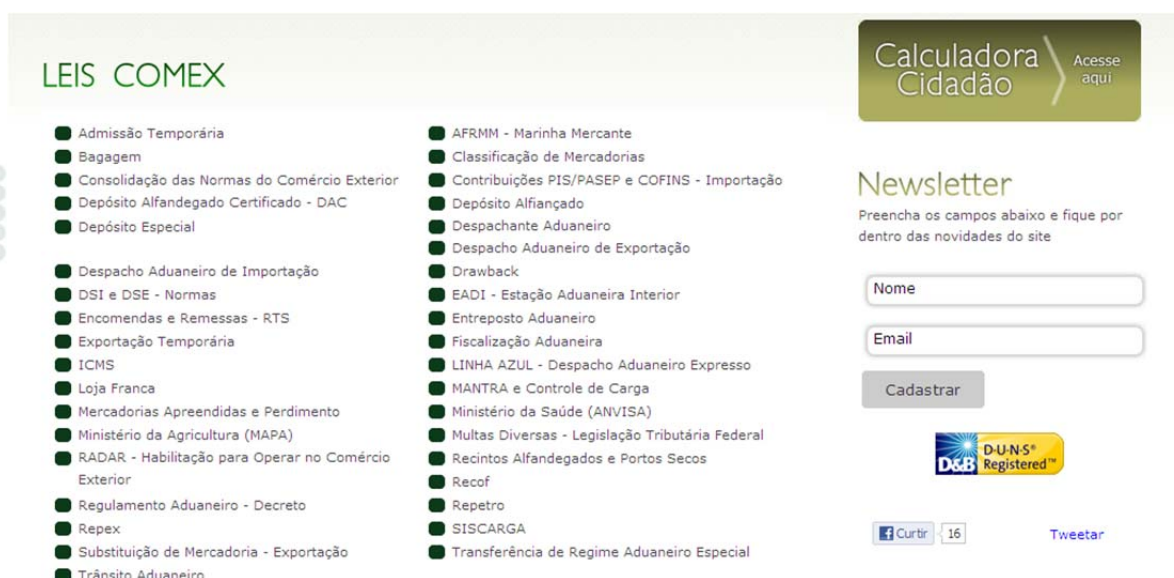 LEIS COMEX
Admissão Temporária
Bagagem
Consolidação das Normas do Comércio Exterior
Depósito Alfandegado Certificado - DAC
Depósito Especial
Despacho Aduaneiro de Importação
DSI e DSE - Normas
Encomendas e Remessas - RTS
Exportação Temporária
ICMS
Loja Franca
Mercadorias Apreendidas e Perdimento
Ministério da Agricultura (MAPA)
RADAR - Habilitação para Operar no Comércio
Exterior
Regulamento Aduaneiro - Decreto
Repex
Substituição de Mercadoria - Exportação
Trânsito Aduaneiro
AFRMM - Marinha Mercante
Classificação de Mercadorias
Contribuições PIS/PASEP e COFINS - Importação
Depósito Alfiançado
Despachante Aduaneiro
Despacho Aduaneiro de Exportação
Drawback
EADI - Estação Aduaneira Interior
Entreposto Aduaneiro
Fiscalização Aduaneira
LINHA AZUL - Despacho Aduaneiro Expresso
MANTRA e Controle de Carga
Ministério da Saúde (ANVISA)
Multas Diversas - Legislação Tributária Federal
Recintos Alfandegados e Portos Secos
Recof
Repetro
SISCARGA
Transferência de Regime Aduaneiro Especial
Calculadora
Cidadão
Acesse
aqui
Newsletter
Preencha os campos abaixo e fique por
dentro das novidades do site
Nome
Email
Cadastrar
D&B D-U-N-S®
Registered™
Curtir 16 Tweetar